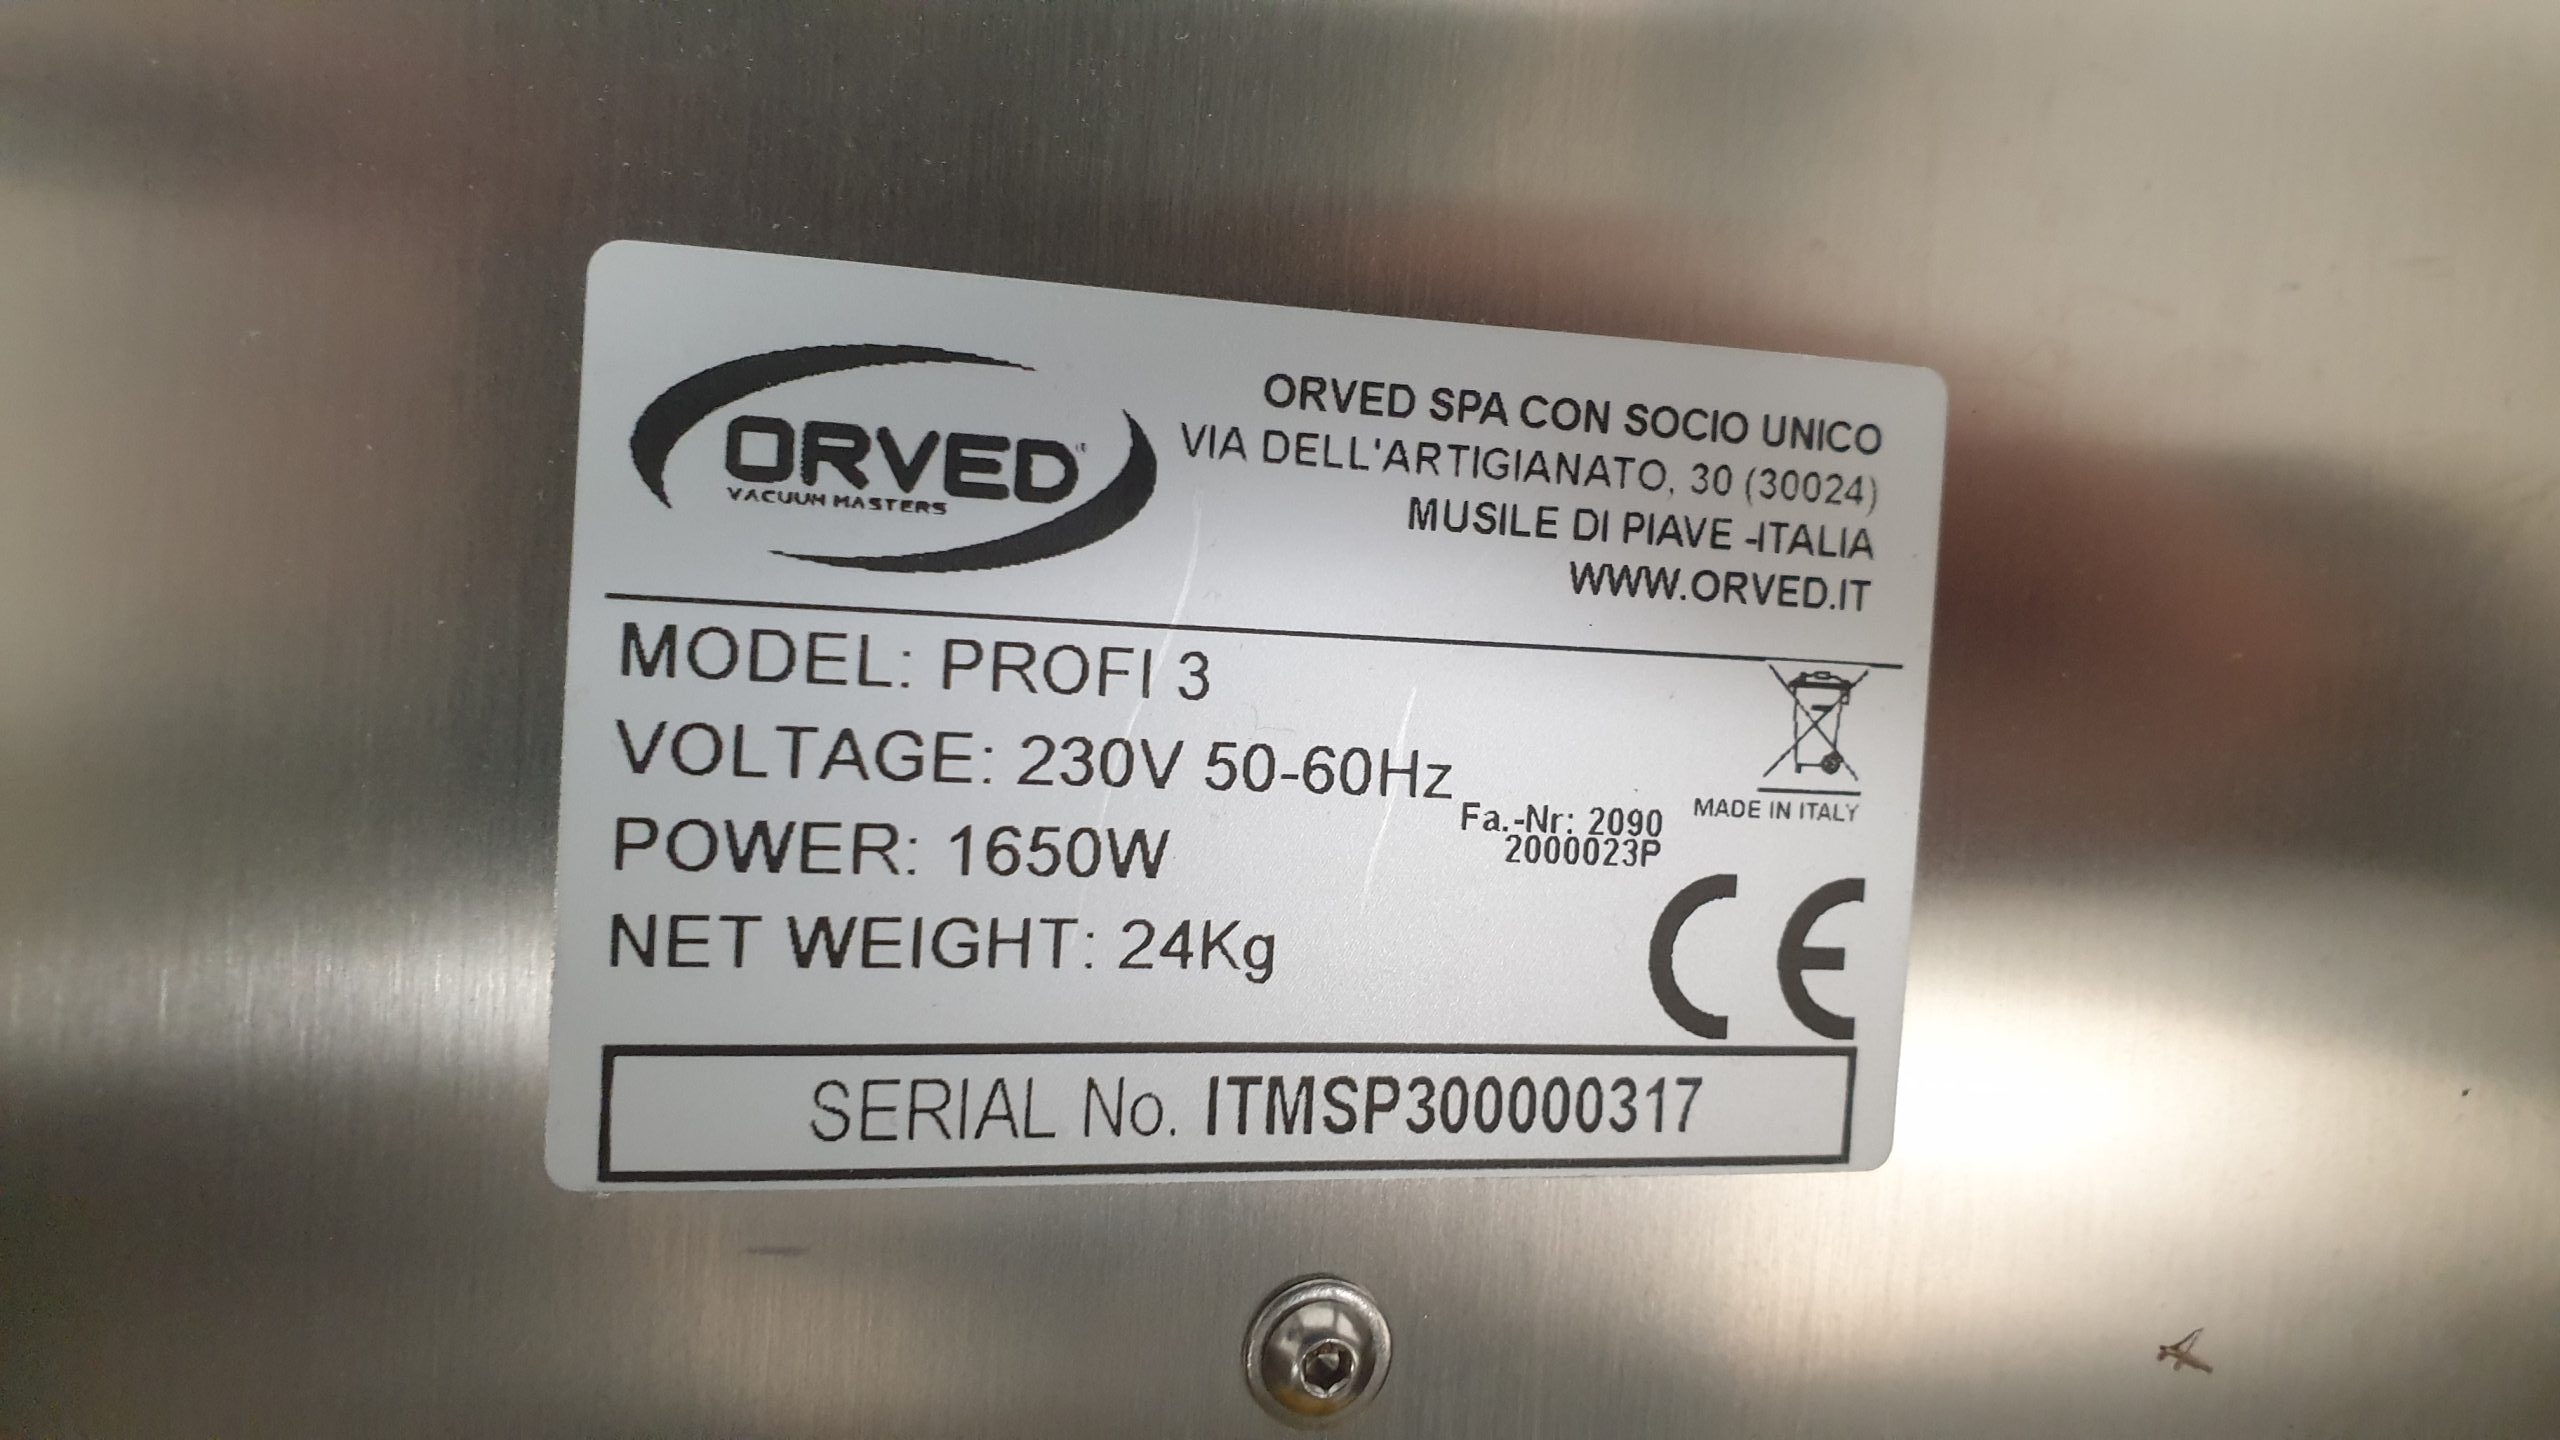 ORVED
VACUUM MASTERS
ORVED SPA CON SOCIO UNICO
VIA DELL'ARTIGIANATO, 30 (30024)
MUSILE DI PIAVE -ITALIA
WWW.ORVED.IT
MODEL: PROFI 3
VOLTAGE: 230V 50-60Hz
POWER: 1650W
NET WEIGHT: 24Kg
Fa.-Nr: 2090
2000023P
MADE IN ITALY
CE
SERIAL No. ITMSP300000317